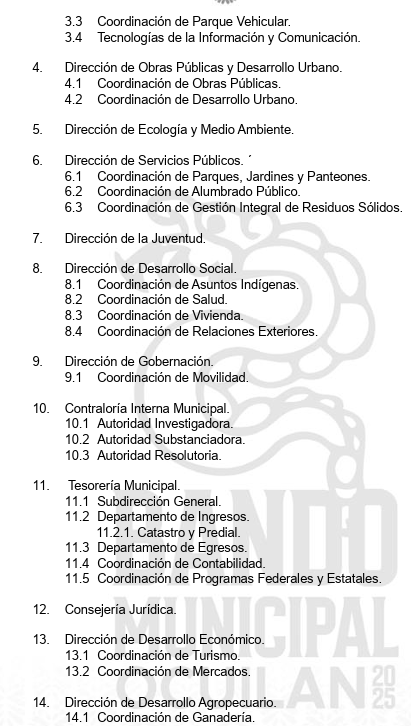 3.3 Coordinación de Parque Vehicular.
3.4 Tecnologías de la Información y Comunicación.
4. Dirección de Obras Públicas y Desarrollo Urbano.
4.1 Coordinación de Obras Públicas.
4.2 Coordinación de Desarrollo Urbano.
5. Dirección de Ecología y Medio Ambiente.
6. Dirección de Servicios Públicos. ´
6.1 Coordinación de Parques, Jardines y Panteones.
6.2 Coordinación de Alumbrado Público.
6.3 Coordinación de Gestión Integral de Residuos Sólidos.
7. Dirección de la Juventud.
8. Dirección de Desarrollo Social.
8.1 Coordinación de Asuntos Indígenas.
8.2 Coordinación de Salud.
8.3 Coordinación de Vivienda.
8.4 Coordinación de Relaciones Exteriores.
9. Dirección de Gobernación.
9.1 Coordinación de Movilidad.
10. Contraloría Interna Municipal.
10.1 Autoridad Investigadora.
10.2 Autoridad Substanciadora.
10.3 Autoridad Resolutoria.
11. Tesorería Municipal.
11.1 Subdirección General.
11.2 Departamento de Ingresos.
11.2.1. Catastro y Predial.
11.3 Departamento de Egresos.
11.4 Coordinación de Contabilidad.
11.5 Coordinación de Programas Federales y Estatales.
12. Consejería Jurídica.
13. Dirección de Desarrollo Económico.
13.1 Coordinación de Turismo.
13.2 Coordinación de Mercados.
14. Dirección de Desarrollo Agropecuario.
14.1 Coordinación de Ganadería.
BANDO
MUNICIPAL
OCUILAN 2025